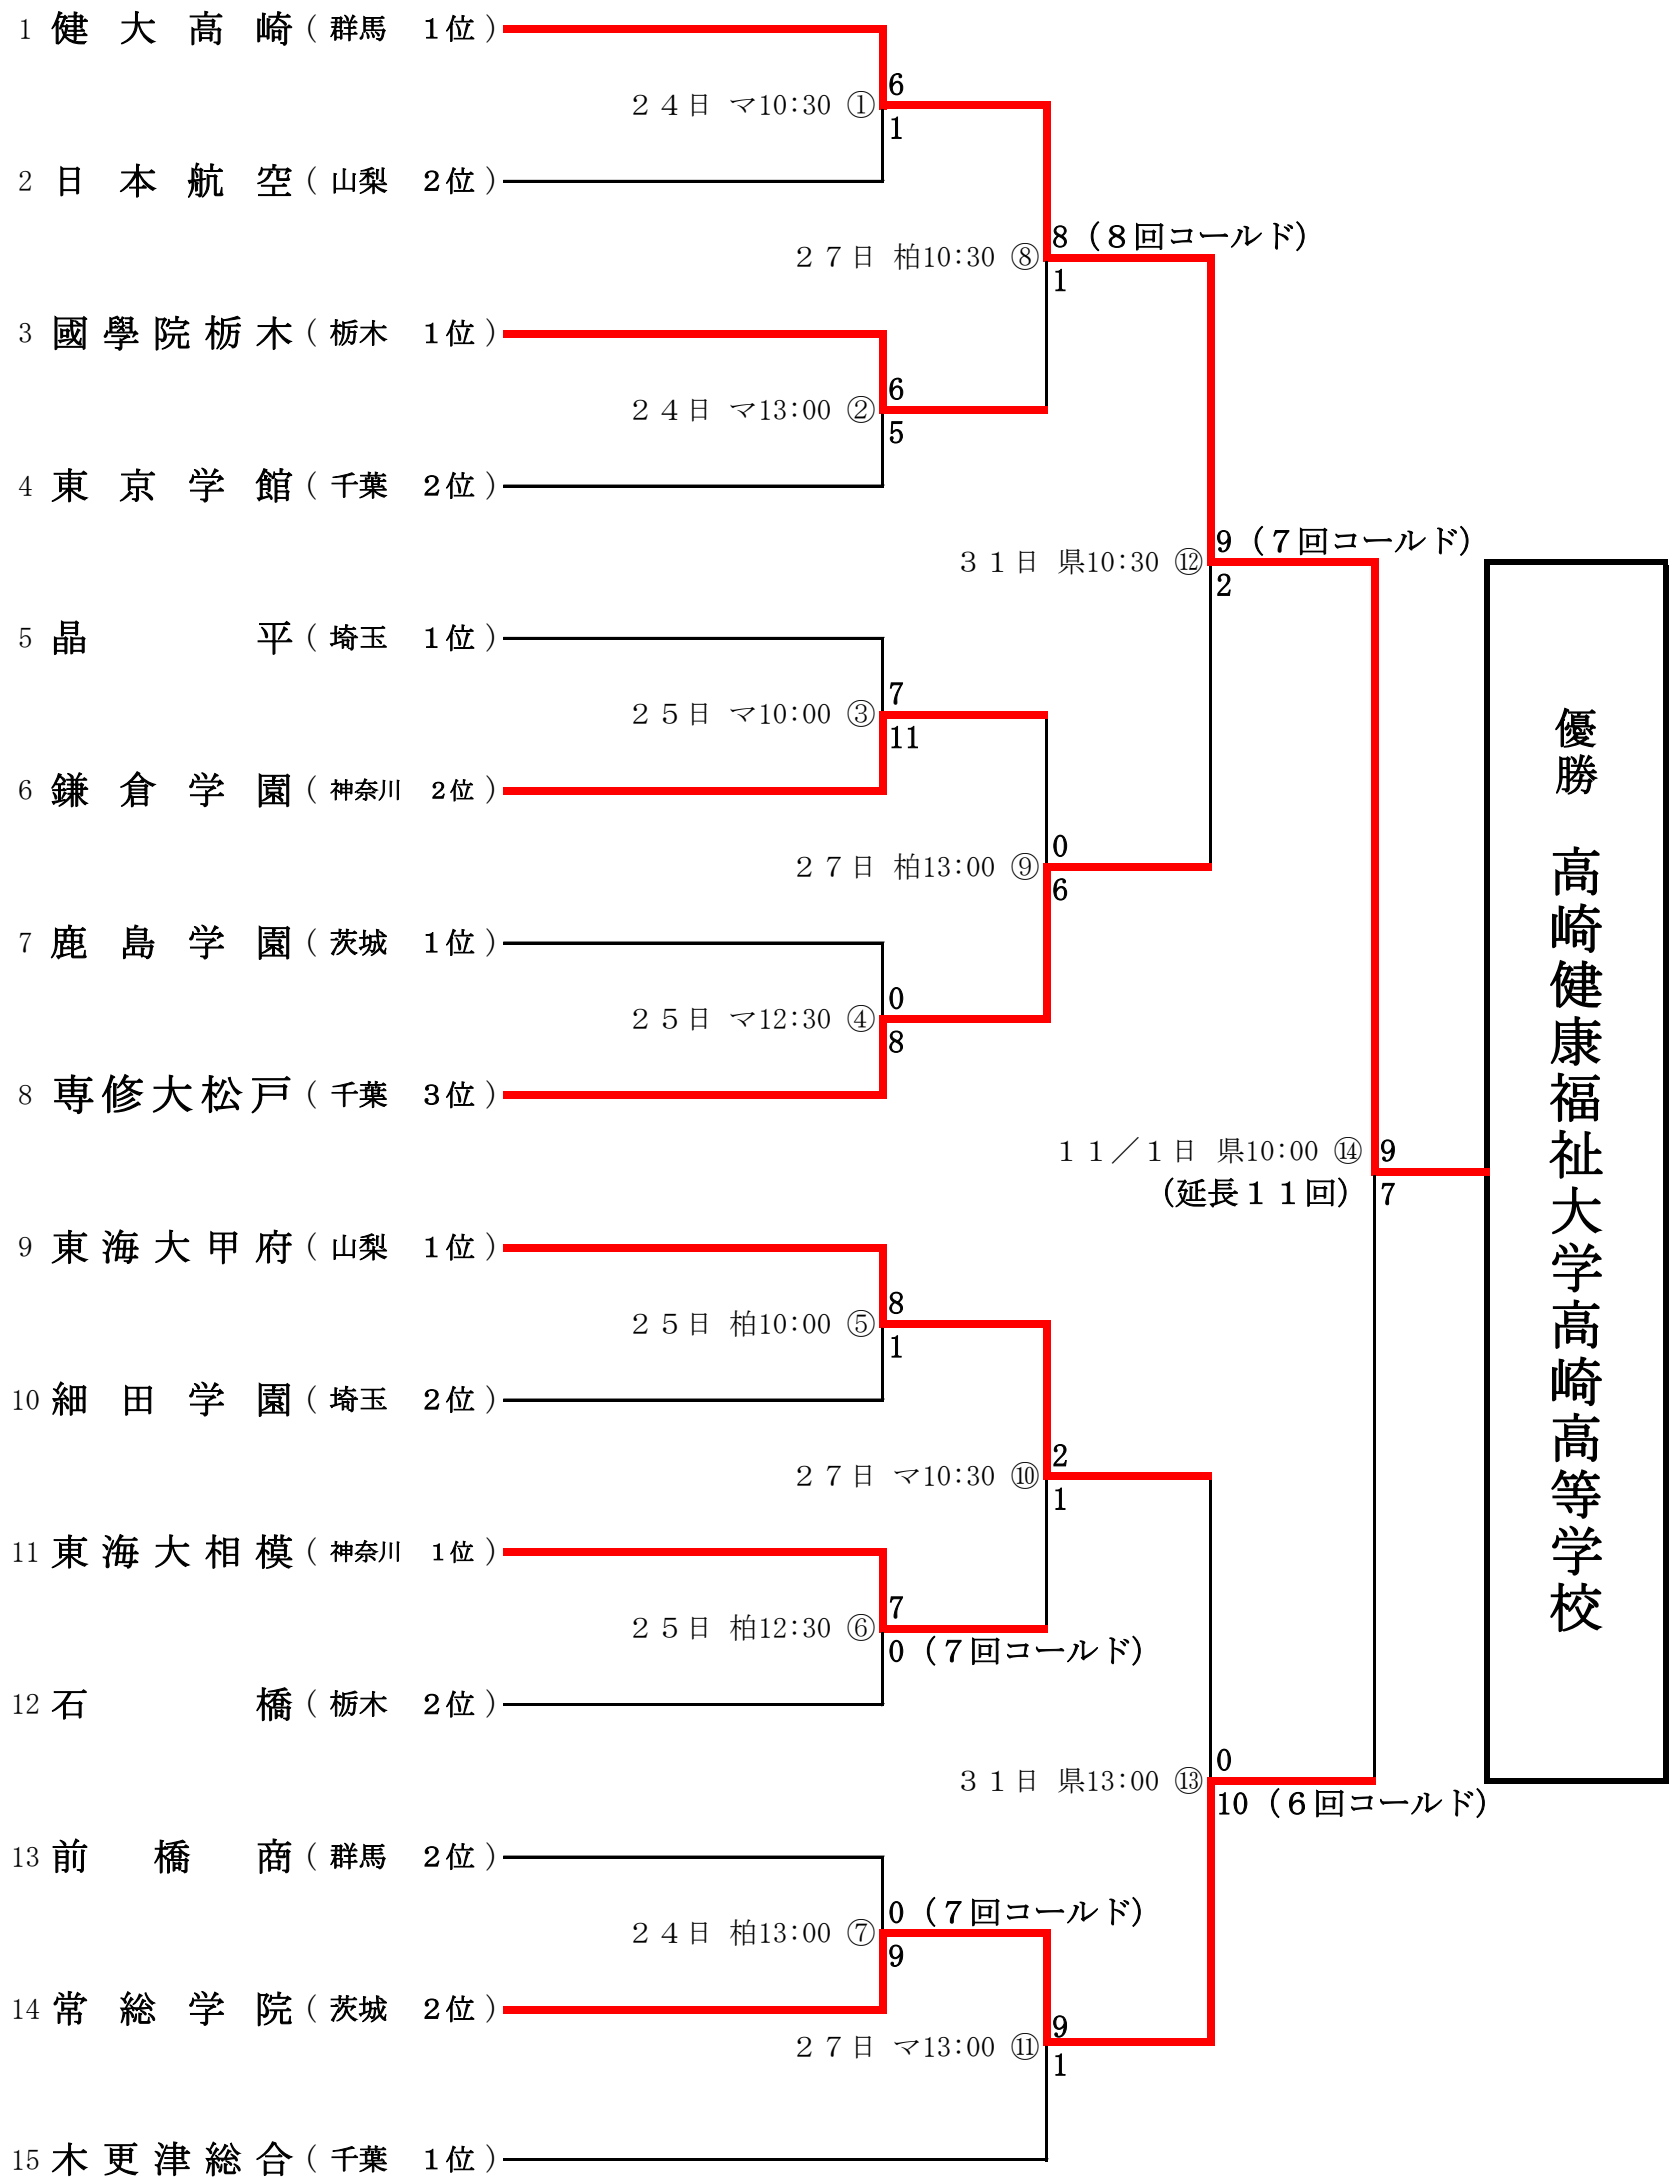 1 健大高崎（群馬 １位）
6
２４日 マ10:30 ①
1
2 日本航空（山梨 ２位）
8（８回コールド）
２７日 柏10:30 ⑧
1
3 國學院栃木（栃木 １位）
6
２４日 マ13:00 ②
5
4 東京学館（千葉 ２位）
9（７回コールド）
３１日 県10:30 ⑫
2
5 晶平（埼玉 １位）
7
２５日 マ10:00 ③
11
6 鎌倉学園（神奈川 ２位）
0
２７日 柏13:00 ⑨
6
7 鹿島学園（茨城 １位）
0
２５日 マ12:30 ④
8
8 専修大松戸（千葉 ３位）
１１／１日 県10:00 ⑭ 9
（延長１１回） 7
9 東海大甲府（山梨 １位）
8
２５日 柏10:00 ⑤
1
10 細田学園（埼玉 ２位）
2
２７日 マ10:30 ⑩
1
11 東海大相模（神奈川 １位）
7
２５日 柏12:30 ⑥
0（７回コールド）
12 石橋（栃木 ２位）
0
３１日 県13:00 ⑬
10（６回コールド）
13 前橋商（群馬 ２位）
0（７回コールド）
２４日 柏13:00 ⑦
9
14 常総学院（茨城 ２位）
9
２７日 マ13:00 ⑪
1
15 木更津総合（千葉 １位）
優勝 高崎健康福祉大学高崎高等学校